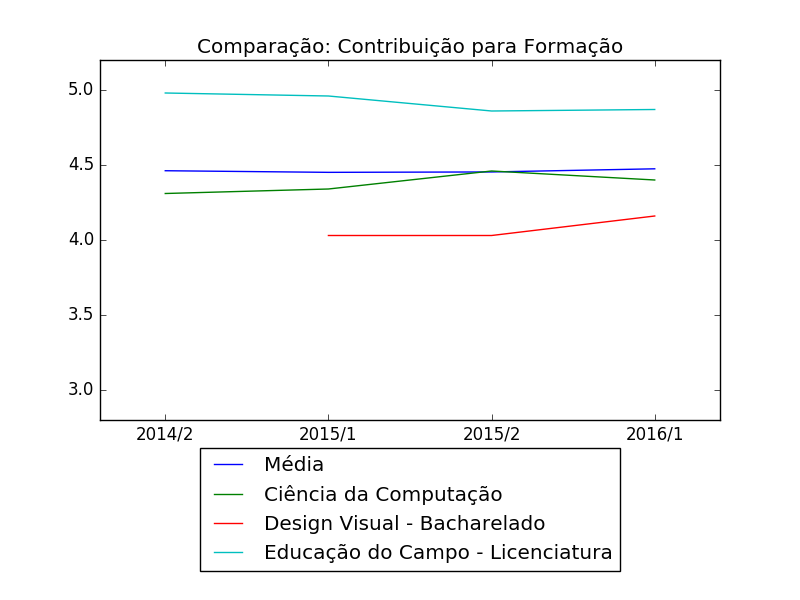 Comparação: Contribuição para Formação
5.0
4.5
4.0
3.5
3.0
2014/2 2015/1 2015/2 2016/1
Média
Ciência da Computação
Design Visual - Bacharelado
Educação do Campo - Licenciatura